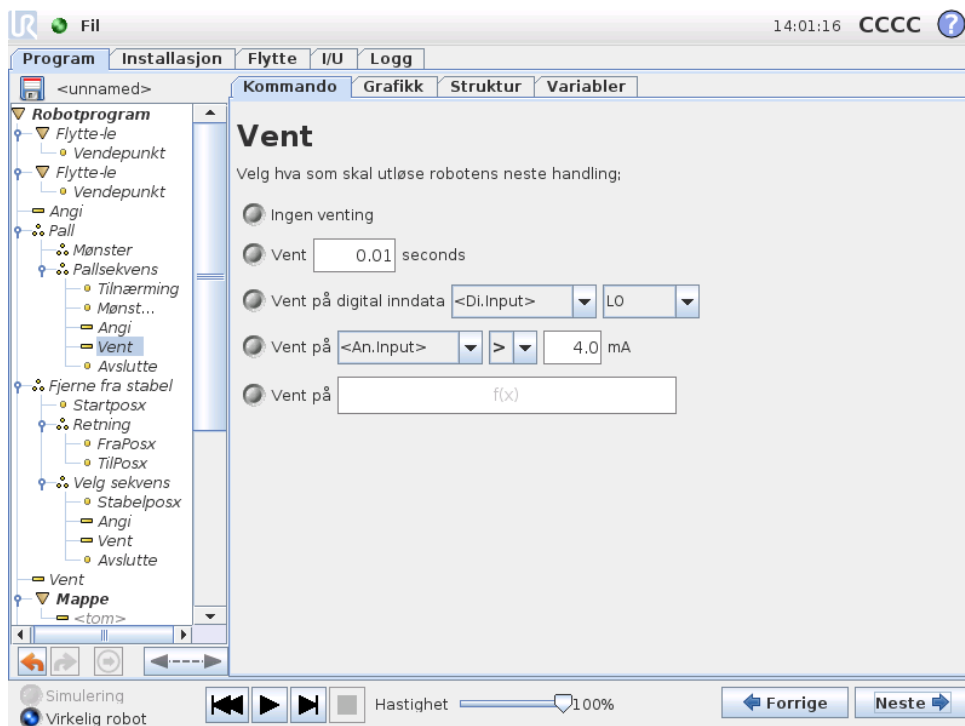 UR Fil 14:01:16 CCCC ?
Program Installasjon Flytte I/U Logg
<unnamed>
Kommando Grafikk Struktur Variabler
Robotprogram
Flytte-le
Vendepunkt
Flytte-le
Vendepunkt
Angi
Pall
Mønster
Pallsekvens
Tilnærming
Mønst...
Angi
Vent
Avslutte
Fjerne fra stabel
Startposx
Retning
FraPosx
TilPosx
Velg sekvens
Stabelposx
Angi
Vent
Avslutte
Vent
Mappe
<tom>
Vent
Velg hva som skal utløse robotens neste handling;
Ingen venting
Vent 0.01 seconds
Vent på digital inndata <Di.Input> LO
Vent på <An.Input> > 4.0 mA
Vent på f(x)
Simulering
Virkelig robot
Hastighet 100%
Forrige Neste